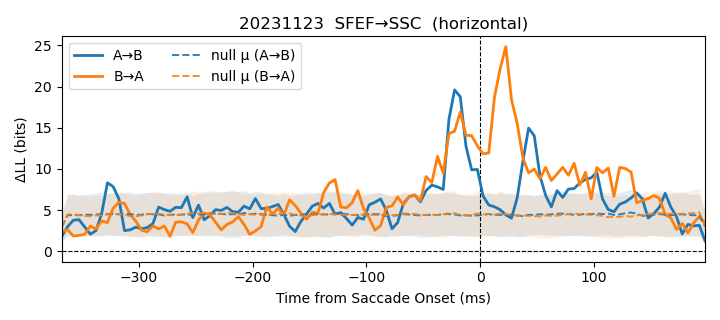 20231123  SFEF→SSC  (horizontal)
ΔLL (bits)
25
20
15
10
5
0
A→B
B→A
null μ (A→B)
null μ (B→A)
−300
−200
−100
0
100
Time from Saccade Onset (ms)